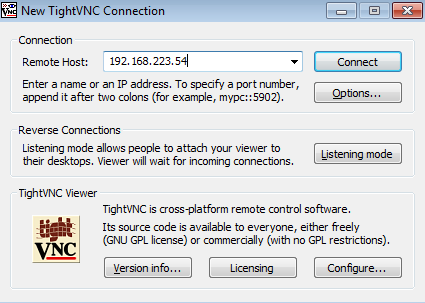 New TightVNC Connection
Connection
Remote Host: 192.168.223.54 Connect
Enter a name or an IP address. To specify a port number,
append it after two colons (for example, mypc::5902). Options...
Reverse Connections
Listening mode allows people to attach your viewer to
their desktops. Viewer will wait for incoming connections. Listening mode
TightVNC Viewer
TightVNC is cross-platform remote control software.
Its source code is available to everyone, either freely
(GNU GPL license) or commercially (with no GPL restrictions).
tight
VNC
Version info... Licensing Configure...